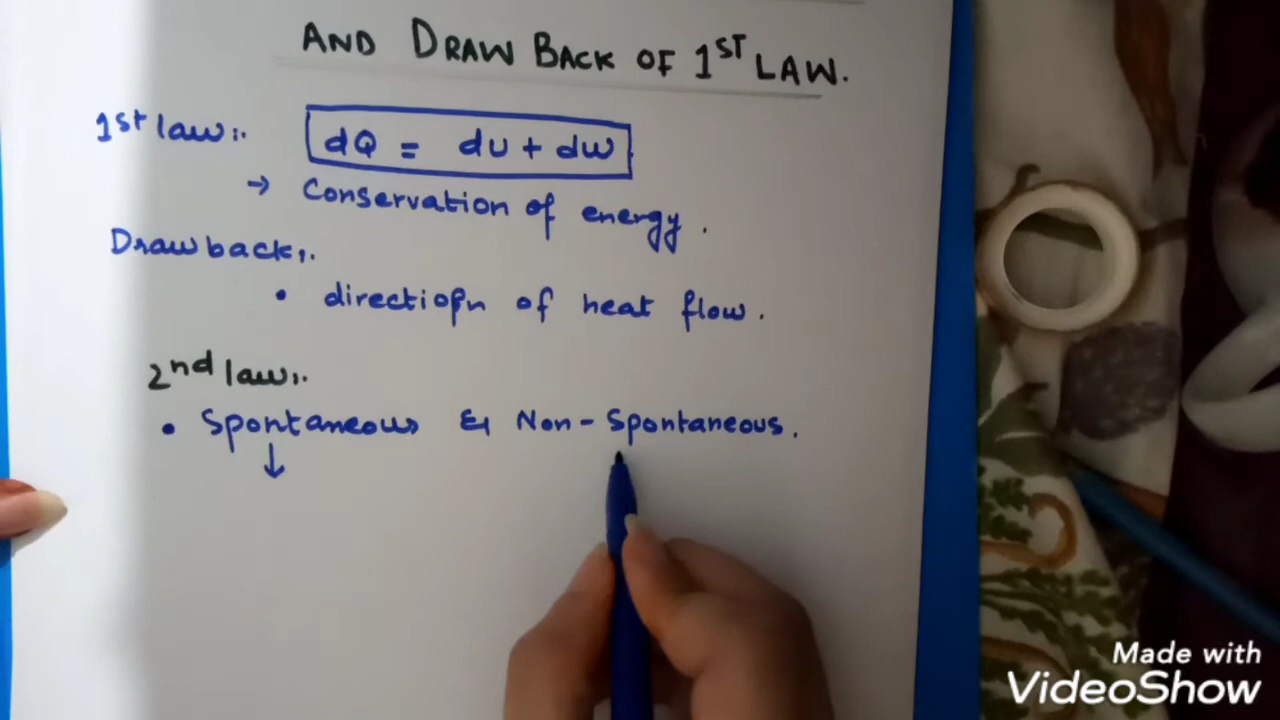 AND DRAW BACK OF 1ST LAW.
1st law:. dQ = du + dw
→ Conservation of energy.
Drawback:.
• directiopn of heat flow.
2nd law:.
• Spontaneous & Non-Spontaneous.
↓
Made with
VideoShow